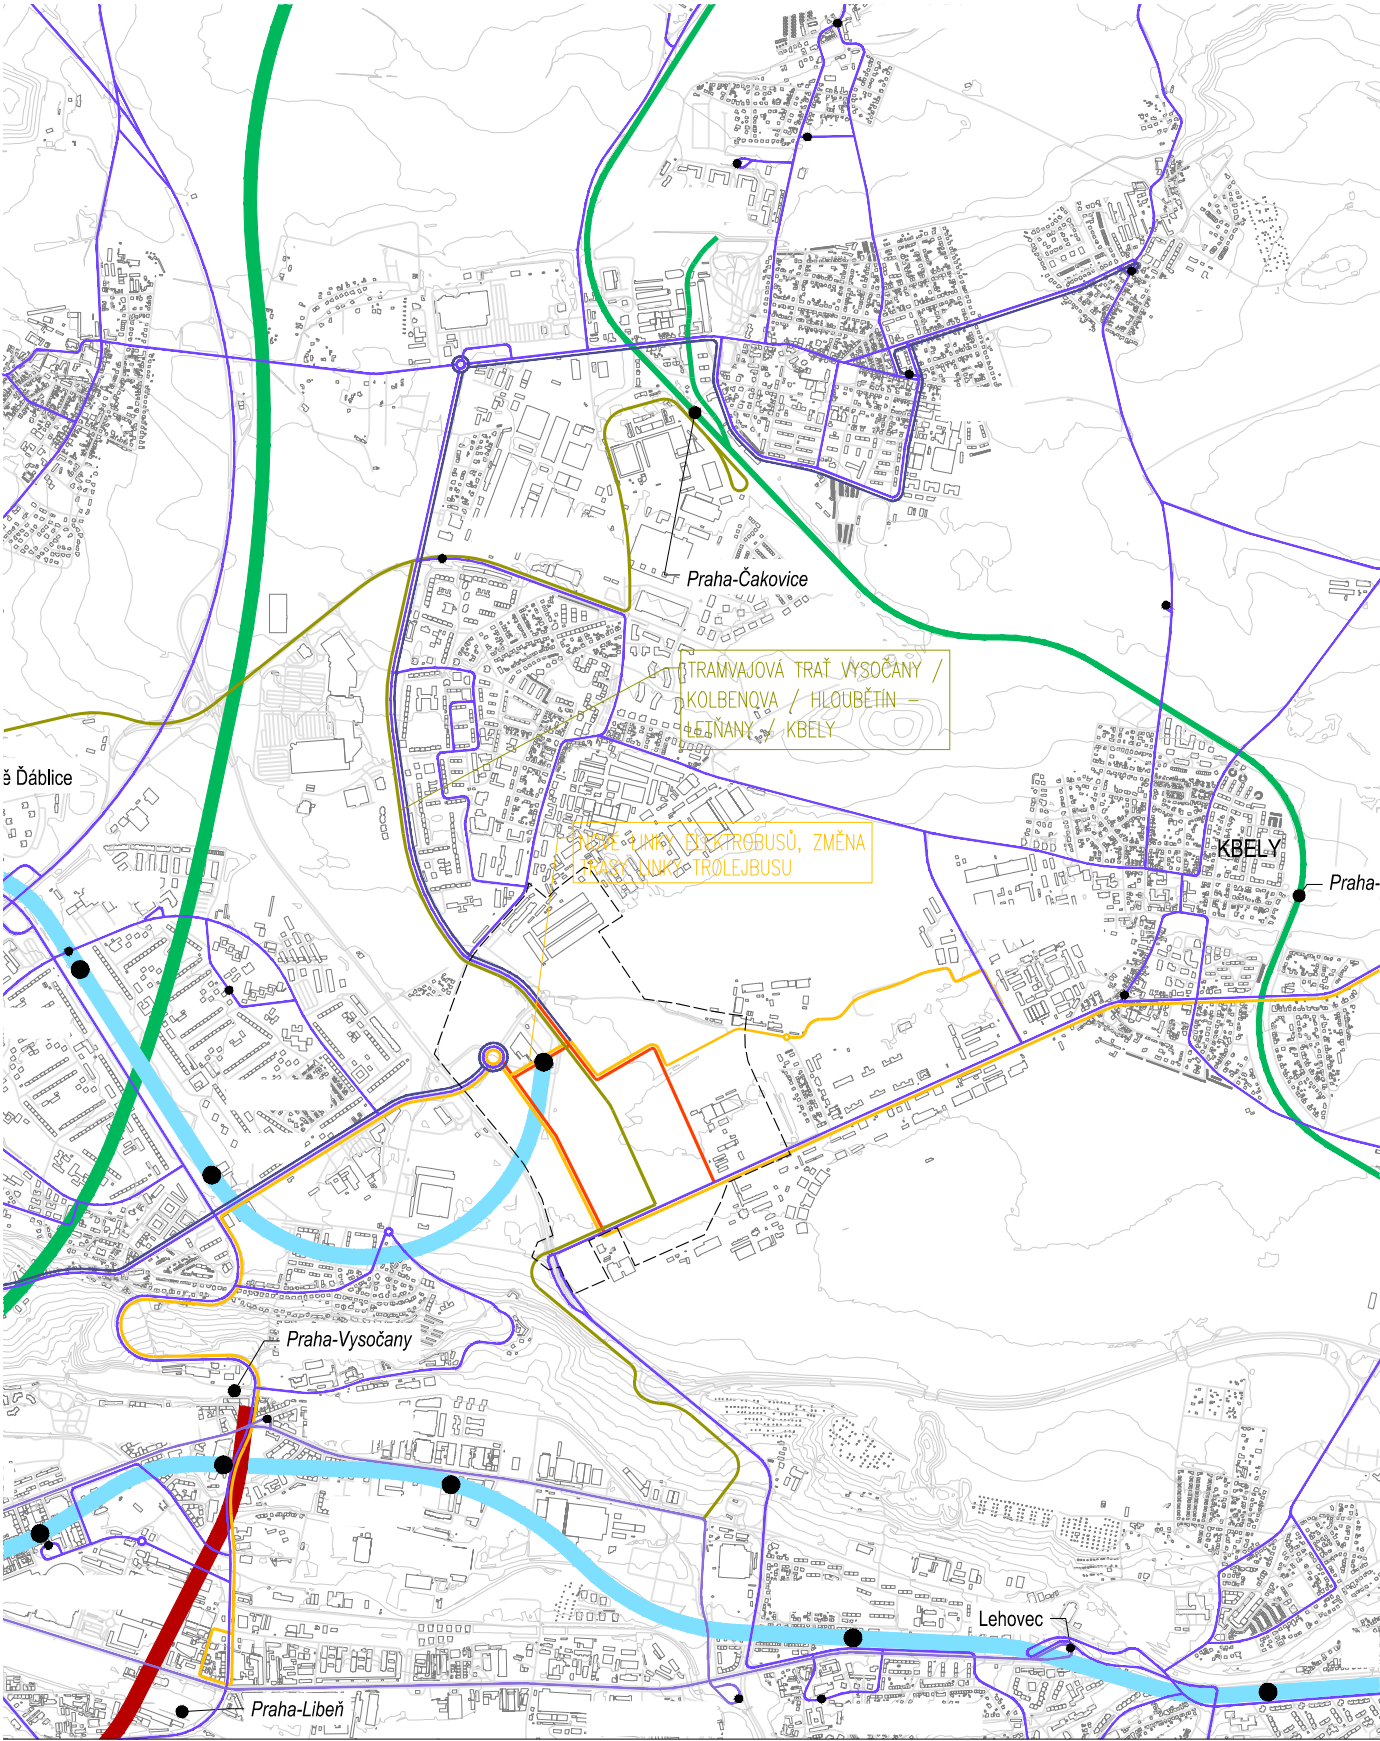 Praha-Čakovice
TRAMVAJOVÁ TRAŤ VYSOČANY /
KOLBENOVA / HLOUBĚTÍN –
LETŇANY / KBELY
ě Ďáblice
NOVÉ LINKY ELEKTROBUSŮ, ZMĚNA
TRASY LINKY TROLEJBUSU
KBELY
Praha-
Praha-Vysočany
Lehovec
Praha-Libeň